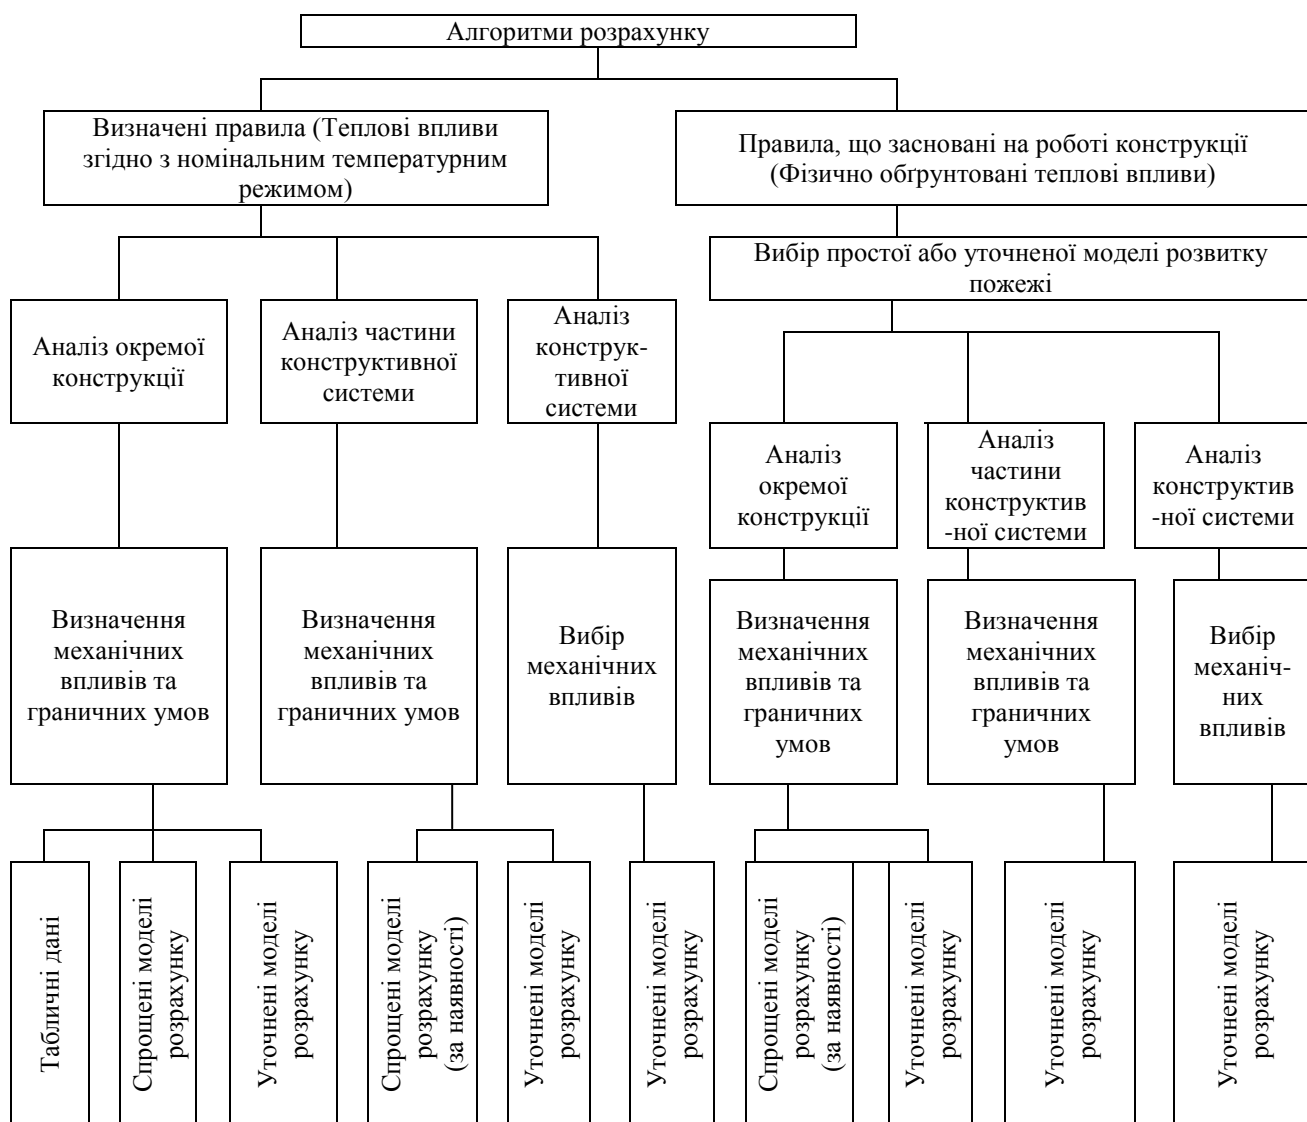 Алгоритми розрахунку
Визначені правила (Теплові впливи
згідно з номінальним температурним
режимом)
Правила, що засновані на роботі конструкції
(Фізично обґрунтовані теплові впливи)
Вибір простої або уточненої моделі розвитку
пожежі
Аналіз окремої
конструкції
Аналіз частини
конструктивної
системи
Аналіз
конструк-
тивної
системи
Аналіз
окремої
конструкції
Аналіз
частини
конструктив
-ної системи
Аналіз
конструктив
-ної системи
Визначення
механічних
впливів та
граничних умов
Визначення
механічних
впливів та
граничних умов
Вибір
механічних
впливів
Визначення
механічних
впливів та
граничних
умов
Визначення
механічних
впливів та
граничних
умов
Вибір
механіч-
них
впливів
Табличні дані
Спрощені моделі
розрахунку
Уточнені моделі
розрахунку
Спрощені моделі
розрахунку
(за наявності)
Уточнені моделі
розрахунку
Уточнені моделі
розрахунку
Спрощені моделі
розрахунку
(за наявності)
Уточнені моделі
розрахунку
Уточнені моделі
розрахунку
Уточнені моделі
розрахунку